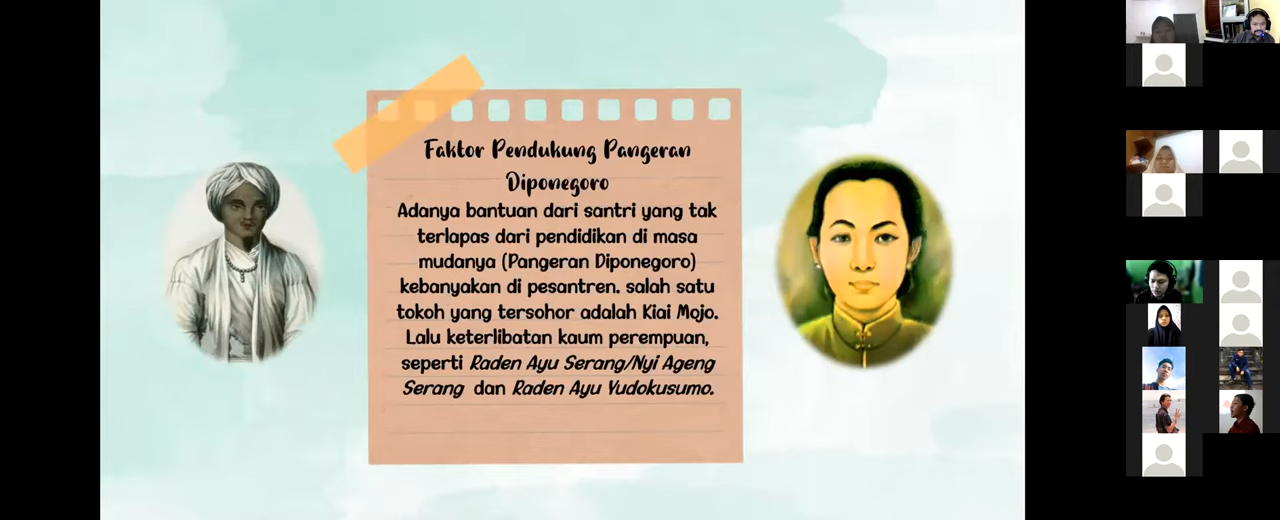 Faktor Pendukung Pangeran
Diponegoro
Adanya bantuan dari santri yang tak
terlapas dari pendidikan di masa
mudanya (Pangeran Diponegoro)
kebanyakan di pesantren. salah satu
tokoh yang tersohor adalah Kiai Mojo.
Lalu keterlibatan kaum perempuan,
seperti Raden Ayu Serang/Nyi Ageng
Serang dan Raden Ayu Yudokusumo.